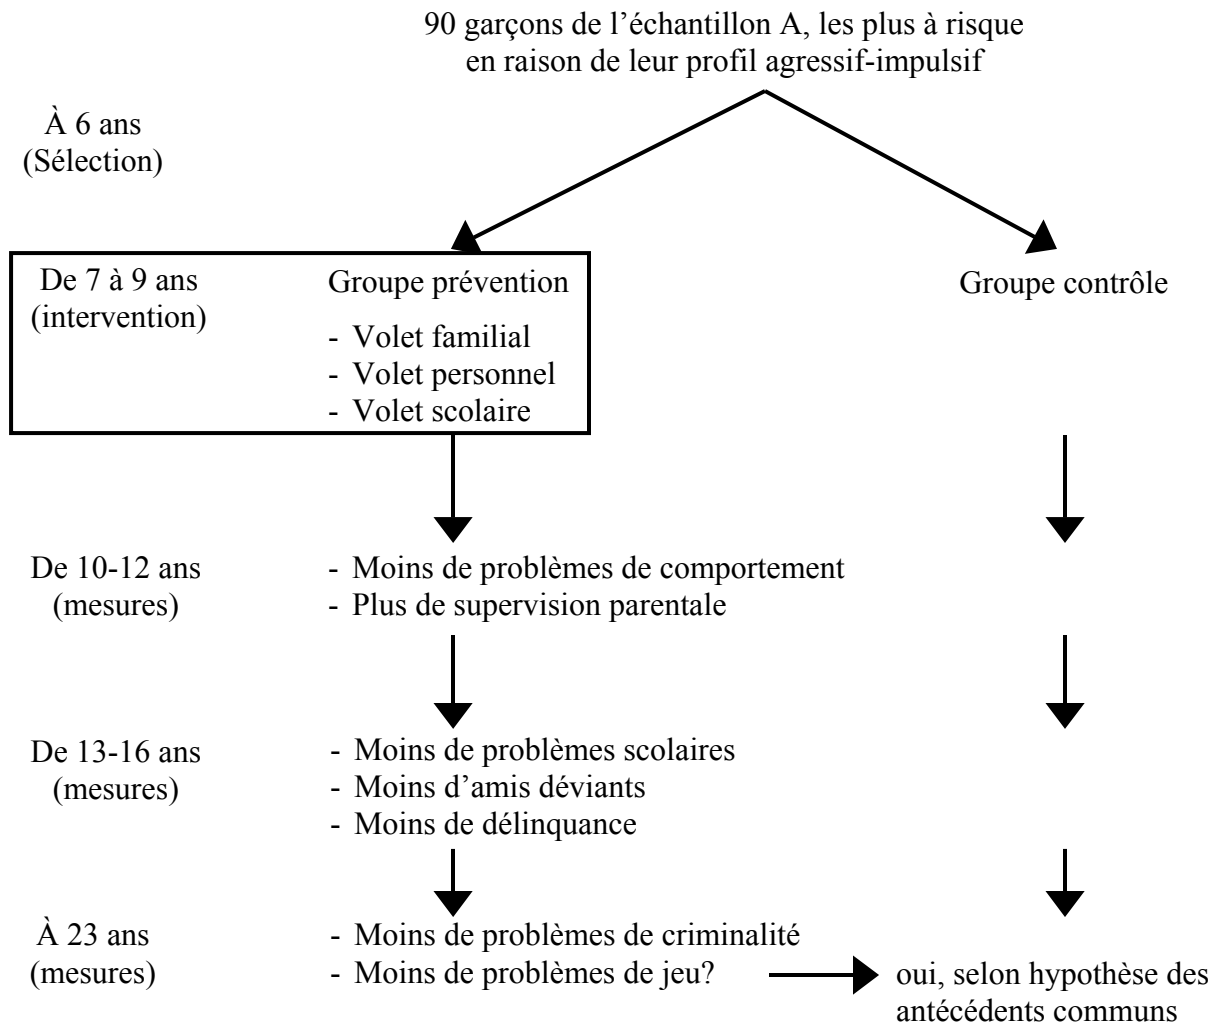 90 garçons de l’échantillon A, les plus à risque
en raison de leur profil agressif-impulsif
À 6 ans
(Sélection)
De 7 à 9 ans
(intervention)
Groupe prévention
- Volet familial
- Volet personnel
- Volet scolaire
Groupe contrôle
De 10-12 ans
(mesures)
- Moins de problèmes de comportement
- Plus de supervision parentale
De 13-16 ans
(mesures)
- Moins de problèmes scolaires
- Moins d’amis déviants
- Moins de délinquance
À 23 ans
(mesures)
- Moins de problèmes de criminalité
- Moins de problèmes de jeu?
oui, selon hypothèse des
antécédents communs